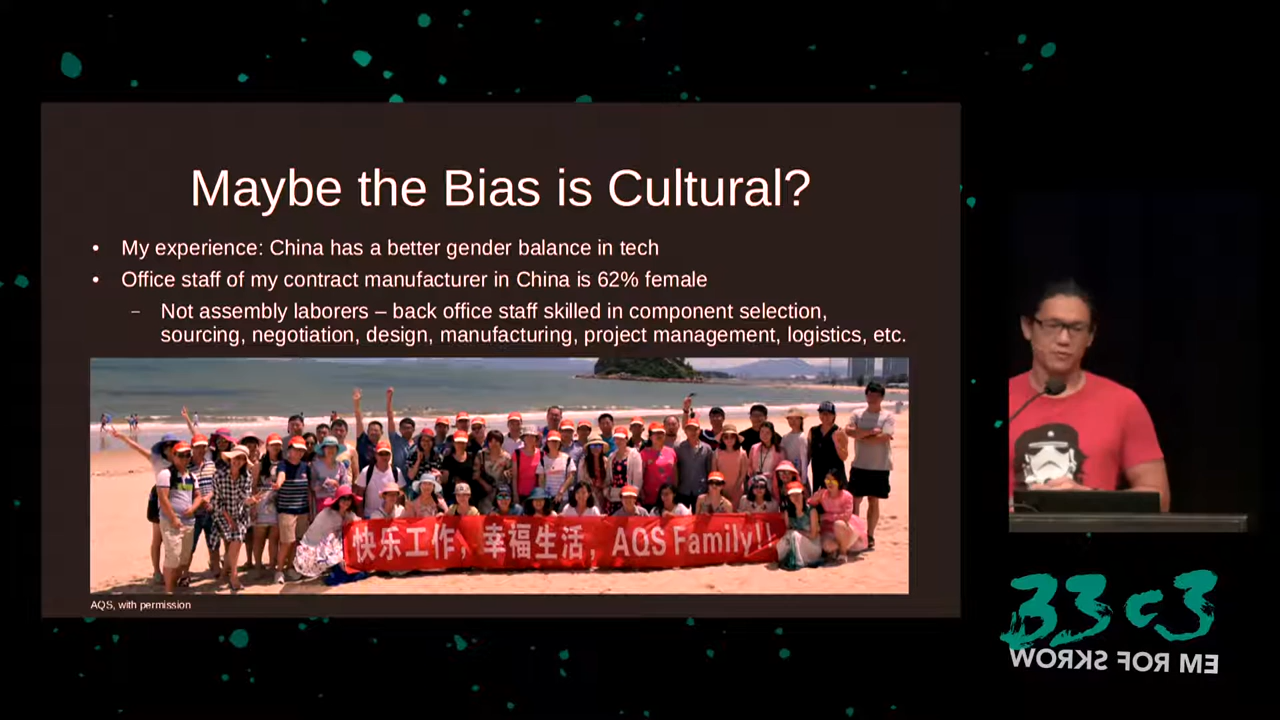 Maybe the Bias is Cultural?
• My experience: China has a better gender balance in tech
• Office staff of my contract manufacturer in China is 62% female
– Not assembly laborers – back office staff skilled in component selection,
sourcing, negotiation, design, manufacturing, project management, logistics, etc.
快乐工作，幸福生活，AQS Family!!
AQS, with permission
33c3
WORKS FOR ME